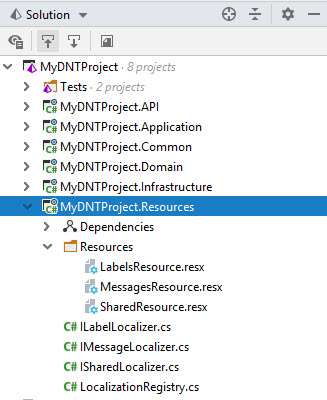 Solution
MyDNTProject · 8 projects
Tests · 2 projects
MyDNTProject.API
MyDNTProject.Application
MyDNTProject.Common
MyDNTProject.Domain
MyDNTProject.Infrastructure
MyDNTProject.Resources
Dependencies
Resources
LabelsResource.resx
MessagesResource.resx
SharedResource.resx
C# ILabelLocalizer.cs
C# IMessageLocalizer.cs
C# ISharedLocalizer.cs
C# LocalizationRegistry.cs